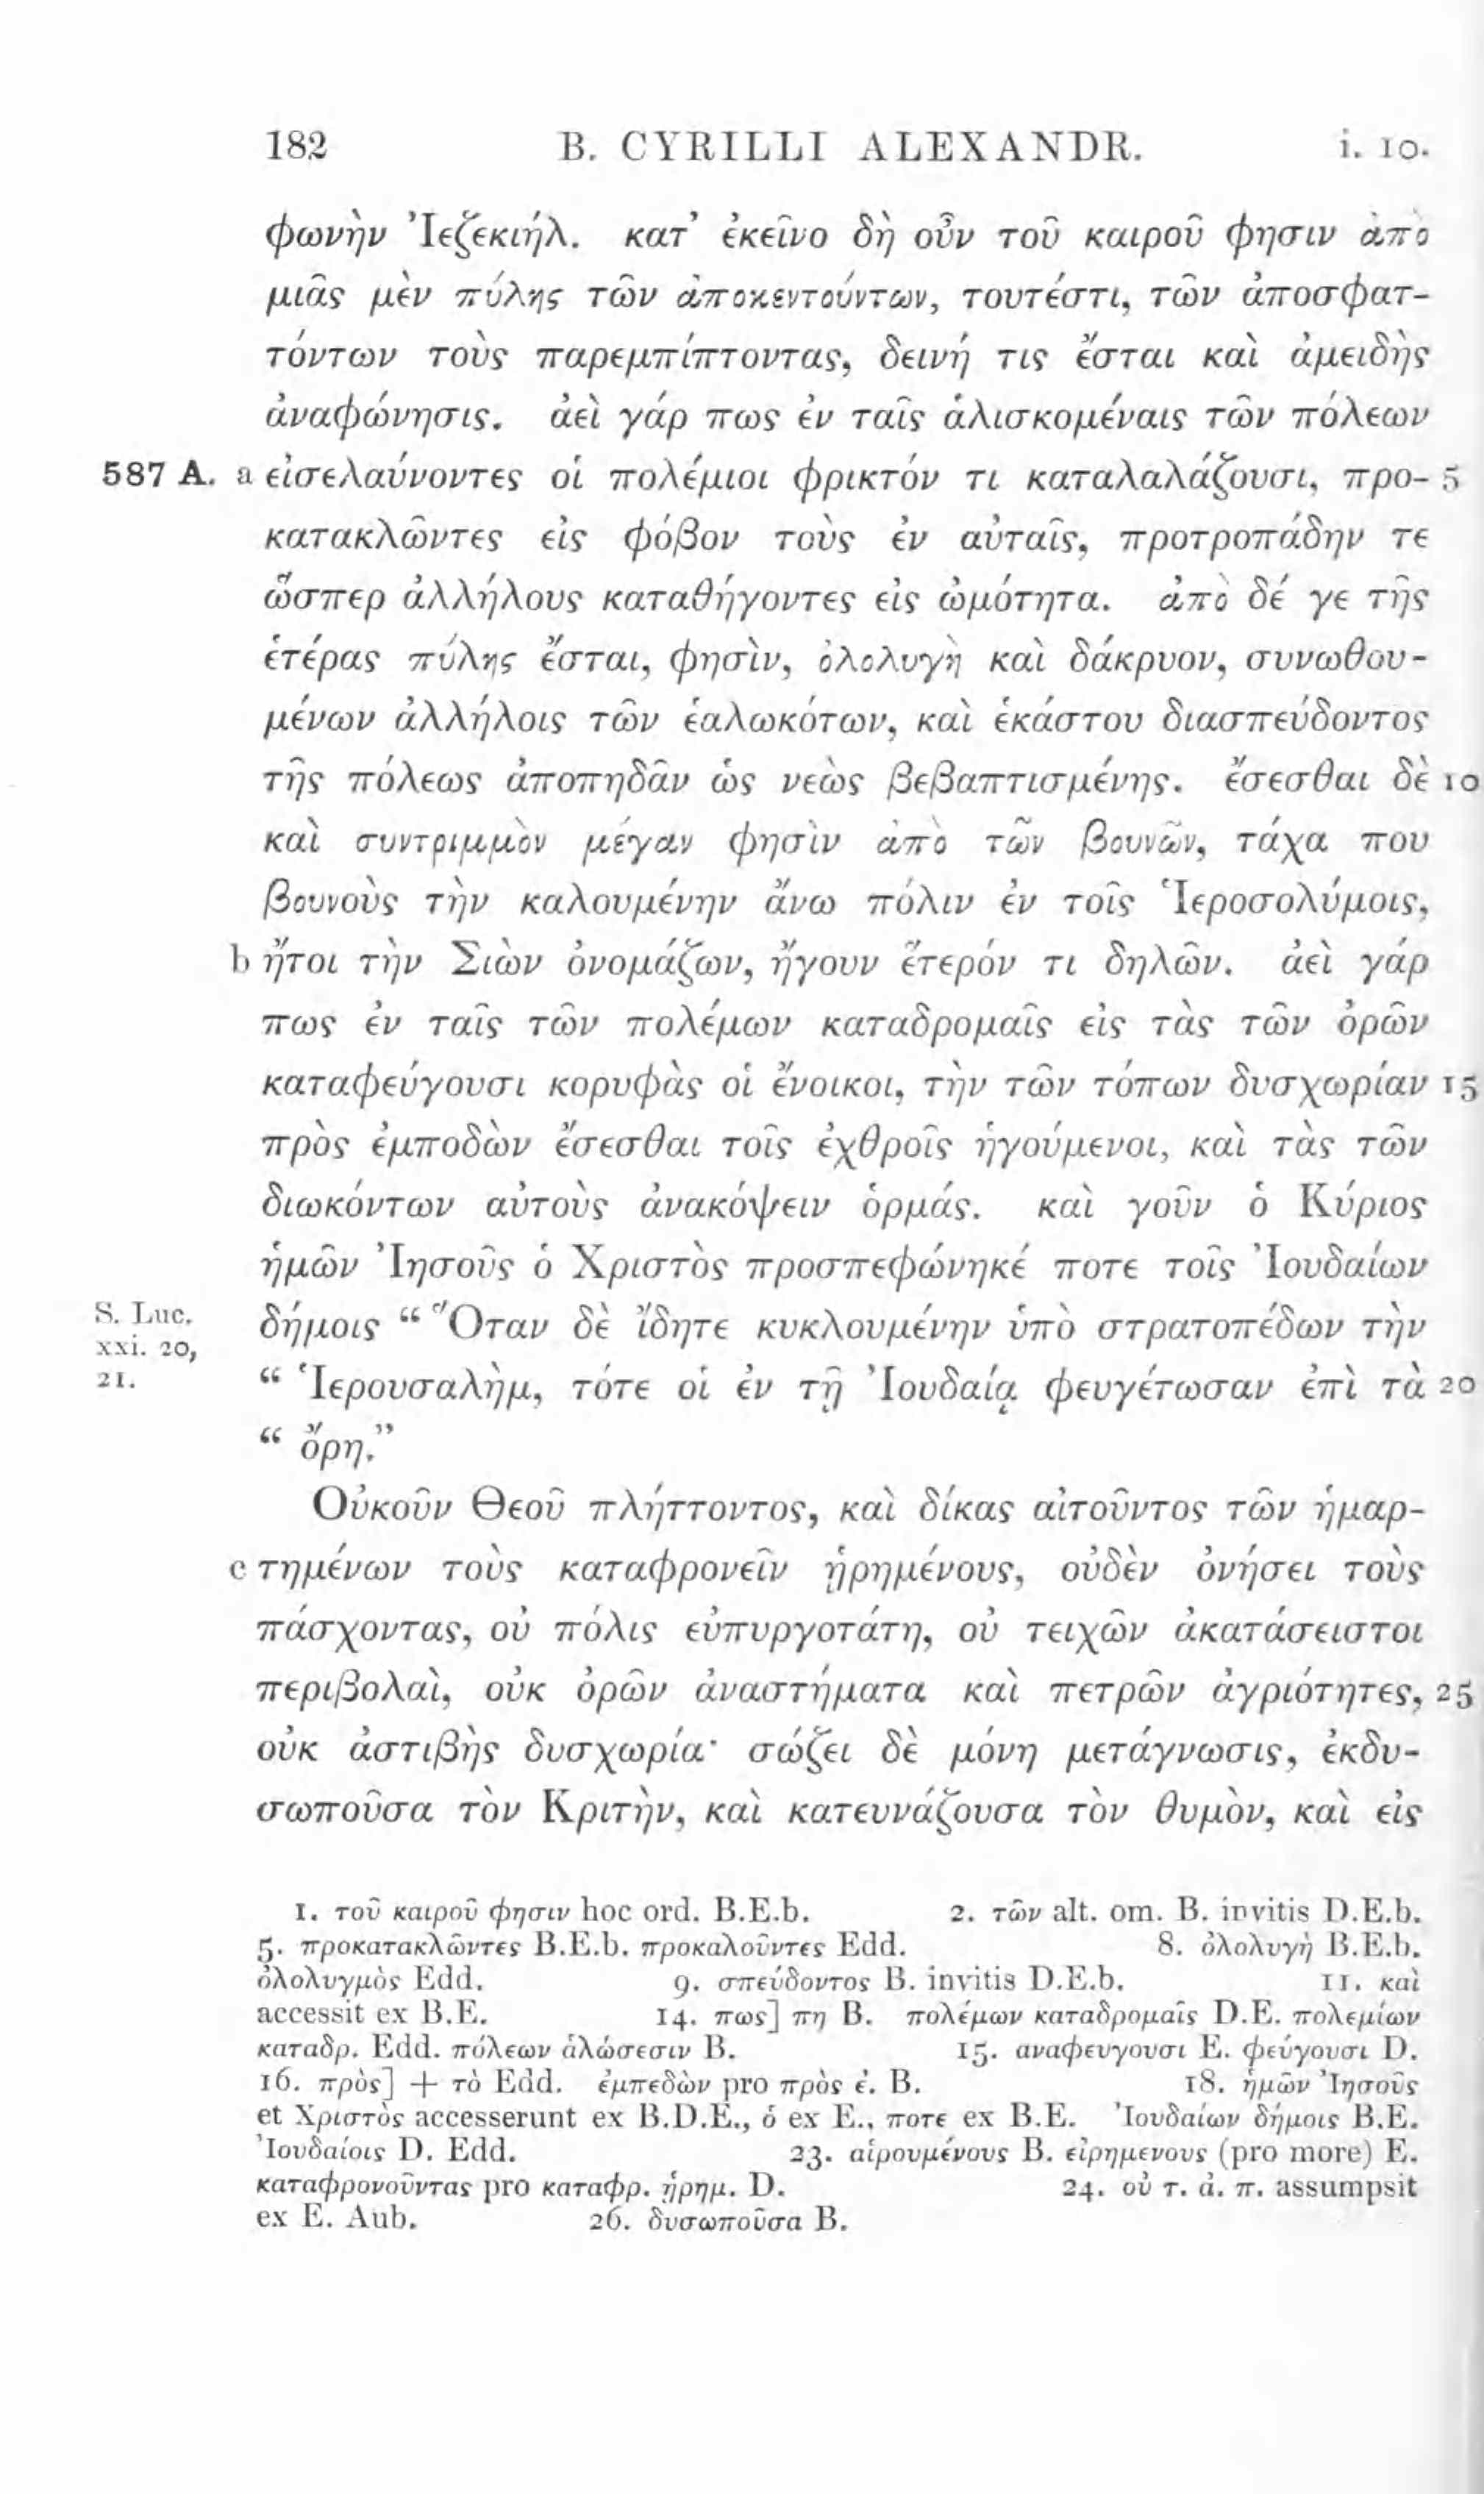 182 B. CYRILLI ALEXANDR. i. 10.
φωνὴν Ἰεζεκιήλ. κατ’ ἐκεῖνο δὴ οὖν τοῦ καιροῦ φησιν ἀπὸ
μιᾶς μὲν πύλης τῶν ἀποκεντούντων, τουτέστι, τῶν ἀποσφατ-
τόντων τοὺς παρεμπίπτοντας, δεινή τις ἔσται καὶ ἀμειδὴς
ἀναφώνησις. ἀεὶ γάρ πως ἐν ταῖς ἁλισκομέναις τῶν πόλεων
587 A. a εἰσελαύνοντες οἱ πολέμιοι φρικτόν τι καταλαλάζουσι, προ- 5
κατακλῶντες εἰς φόβον τοὺς ἐν αὐταῖς, προτροπάδην τε
ὥσπερ ἀλλήλους καταθήγοντες εἰς ὠμότητα. ἀπὸ δέ γε τῆς
ἑτέρας πύλης ἔσται, φησὶν, ὀλολυγὴ καὶ δάκρυον, συνωθου-
μένων ἀλλήλοις τῶν ἑαλωκότων, καὶ ἑκάστου διασπεύδοντος
τῆς πόλεως ἀποπηδᾶν ὡς νεὼς βεβαπτισμένης. ἔσεσθαι δὲ 10
καὶ συντριμμὸν μέγαν φησὶν ἀπὸ τῶν βουνῶν, τάχα που
βουνοὺς τὴν καλουμένην ἄνω πόλιν ἐν τοῖς Ἱεροσολύμοις,
b ἤτοι τὴν Σιὼν ὀνομάζων, ἤγουν ἕτερόν τι δηλῶν. ἀεὶ γάρ
πως ἐν ταῖς τῶν πολέμων καταδρομαῖς εἰς τὰς τῶν ὀρῶν
καταφεύγουσι κορυφὰς οἱ ἔνοικοι, τὴν τῶν τόπων δυσχωρίαν 15
πρὸς ἐμποδὼν ἔσεσθαι τοῖς ἐχθροῖς ἡγούμενοι, καὶ τὰς τῶν
διωκόντων αὐτοὺς ἀνακόψειν ὁρμάς. καὶ γοῦν ὁ Κύριος
ἡμῶν Ἰησοῦς ὁ Χριστὸς προσπεφώνηκέ ποτε τοῖς Ἰουδαίων
S. Luc. δήμοις “ Ὅταν δὲ ἴδητε κυκλουμένην ὑπὸ στρατοπέδων τὴν
xxi. 20,
21. “ Ἱερουσαλὴμ, τότε οἱ ἐν τῇ Ἰουδαίᾳ φευγέτωσαν ἐπὶ τὰ 20
“ ὄρη.”
Οὐκοῦν Θεοῦ πλήττοντος, καὶ δίκας αἰτοῦντος τῶν ἡμαρ-
c τημένων τοὺς καταφρονεῖν ᾑρημένους, οὐδὲν ὀνήσει τοὺς
πάσχοντας, οὐ πόλις εὐπυργοτάτη, οὐ τειχῶν ἀκατάσειστοι
περιβολαὶ, οὐκ ὀρῶν ἀναστήματα καὶ πετρῶν ἀγριότητες, 25
οὐκ ἀστιβὴς δυσχωρία· σώζει δὲ μόνη μετάγνωσις, ἐκδυ-
σωποῦσα τὸν Κριτὴν, καὶ κατευνάζουσα τὸν θυμὸν, καὶ εἰς
1. τοῦ καιροῦ φησιν hoc ord. B.E.b. 2. τῶν alt. om. B. invitis D.E.b.
5. προκατακλῶντες B.E.b. προκαλοῦντες Edd. 8. ὀλολυγὴ B.E.b.
ὀλολυγμὸς Edd. 9. σπεύδοντος B. invitis D.E.b. 11. καὶ
accessit ex B.E. 14. πως] πη B. πολέμων καταδρομαῖς D.E. πολεμίων
καταδρ. Edd. πόλεων ἁλώσεσιν B. 15. αναφευγουσι E. φεύγουσι D.
16. πρὸς] + τὸ Edd. ἐμπεδὼν pro πρὸς ἐ. B. 18. ἡμῶν Ἰησοῦς
et Χριστὸς accesserunt ex B.D.E., ὁ ex E., ποτε ex B.E. Ἰουδαίων δήμοις B.E.
Ἰουδαίοις D. Edd. 23. αἱρουμένους B. εἰρημενους (pro more) E.
καταφρονοῦντας pro καταφρ. ᾑρημ. D. 24. οὐ τ. ἀ. π. assumpsit
ex E. Aub. 26. δυσωποῦσα B.